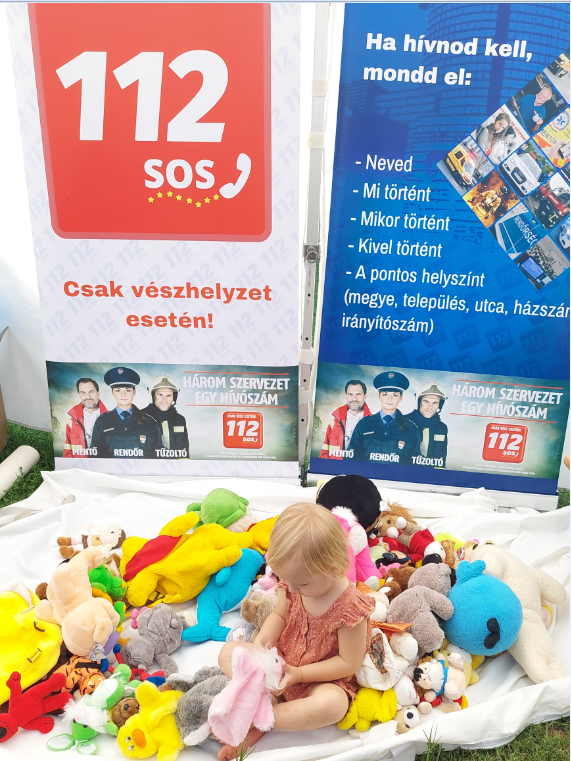 112
SOS
Csak vészhelyzet
esetén!
HÁROM SZERVEZET
EGY HÍVÓSZÁM
112
SOS
MENTŐ RENDŐR TŰZOLTÓ
Ha hívnod kell,
mondd el:
- Neved
- Mi történt
- Mikor történt
- Kivel történt
- A pontos helyszínt
(megye, település, utca, házszám
irányítószám)
HÁROM SZERVEZET
EGY HÍVÓSZÁM
112
SOS
MENTŐ RENDŐR TŰZOLTÓ